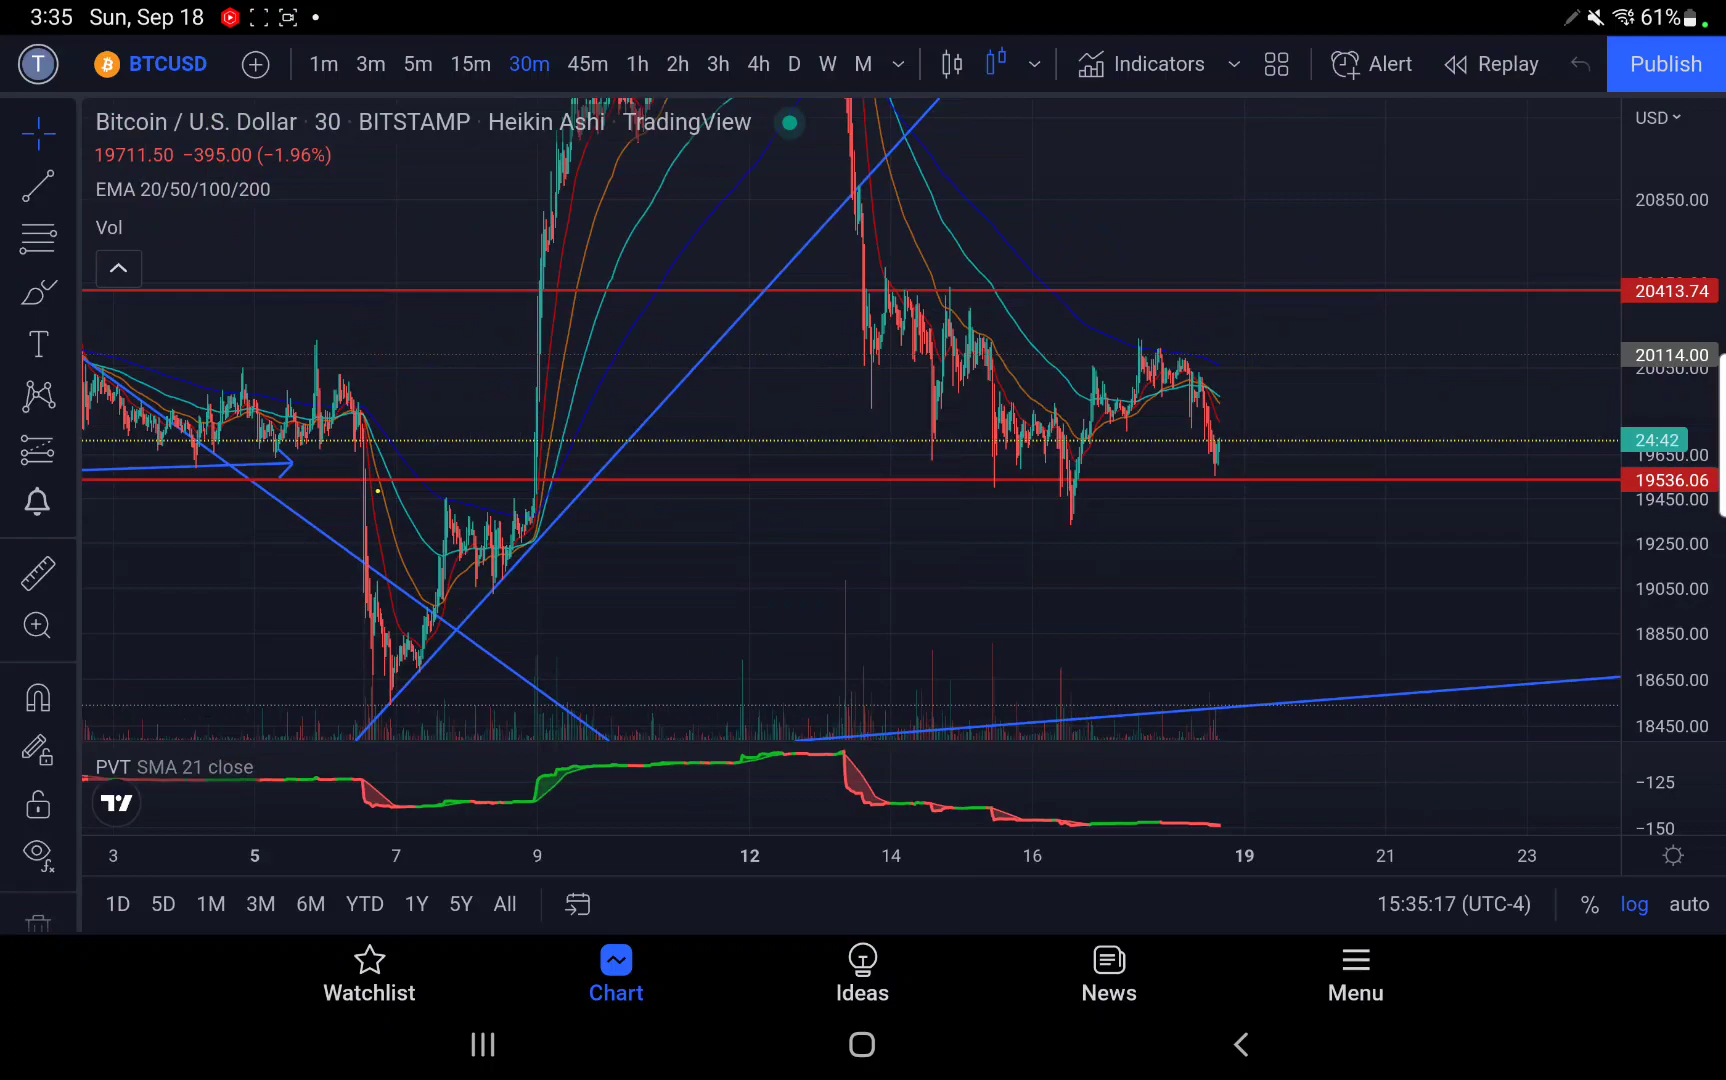 3:35 Sun, Sep 18 61%
T BTCUSD 1m 3m 5m 15m 30m 45m 1h 2h 3h 4h D W M Indicators Alert Replay Publish
Bitcoin / U.S. Dollar · 30 · BITSTAMP · Heikin Ashi · TradingView
USD
19711.50 −395.00 (−1.96%)
EMA 20/50/100/200
20850.00
Vol
20413.74
20114.00
20050.00
24:42
19650.00
19536.06
19450.00
19250.00
19050.00
18850.00
18650.00
18450.00
PVT SMA 21 close
−125
−150
3 5 7 9 12 14 16 19 21 23
1D 5D 1M 3M 6M YTD 1Y 5Y All 15:35:17 (UTC-4) % log auto
Watchlist Chart Ideas News Menu